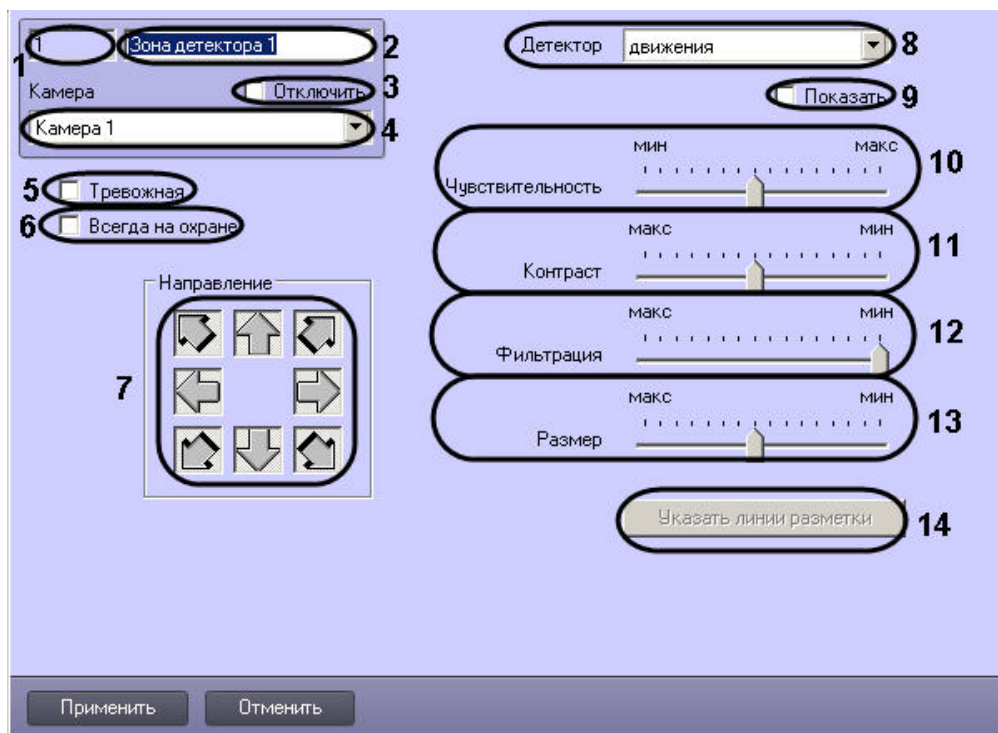 1
Зона детектора 1
1
2
Камера
Отключить
3
Камера 1
4
5
Тревожная
6
Всегда на охране
Направление
7
Детектор
движения
8
Показать
9
мин
макс
Чувствительность
10
макс
мин
Контраст
11
макс
мин
Фильтрация
12
макс
мин
Размер
13
Указать линии разметки
14
Применить
Отменить